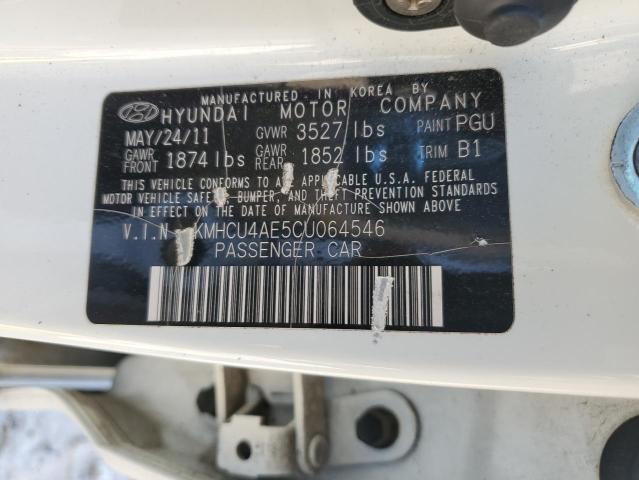 MANUFACTURED IN KOREA BY
HYUNDAI MOTOR COMPANY
MAY/24/11 GVWR 3527 lbs PAINT PGU
GAWR FRONT 1874 lbs GAWR REAR 1852 lbs TRIM B1
THIS VEHICLE CONFORMS TO ALL APPLICABLE U.S.A. FEDERAL
MOTOR VEHICLE SAFETY, BUMPER, AND THEFT PREVENTION STANDARDS
IN EFFECT ON THE DATE OF MANUFACTURE SHOWN ABOVE.
V.I.N: KMHCU4AE5CU064546
PASSENGER CAR